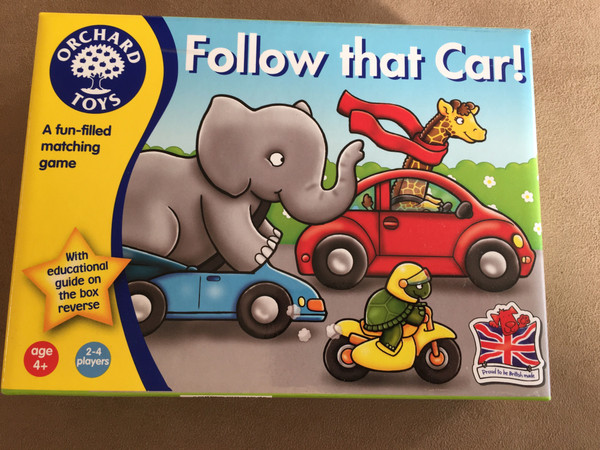 ORCHARD
TOYS
Follow that Car!
A fun-filled
matching
game
With
educational
guide on
the box
reverse
age
4+
2-4
players
Proud to be British made